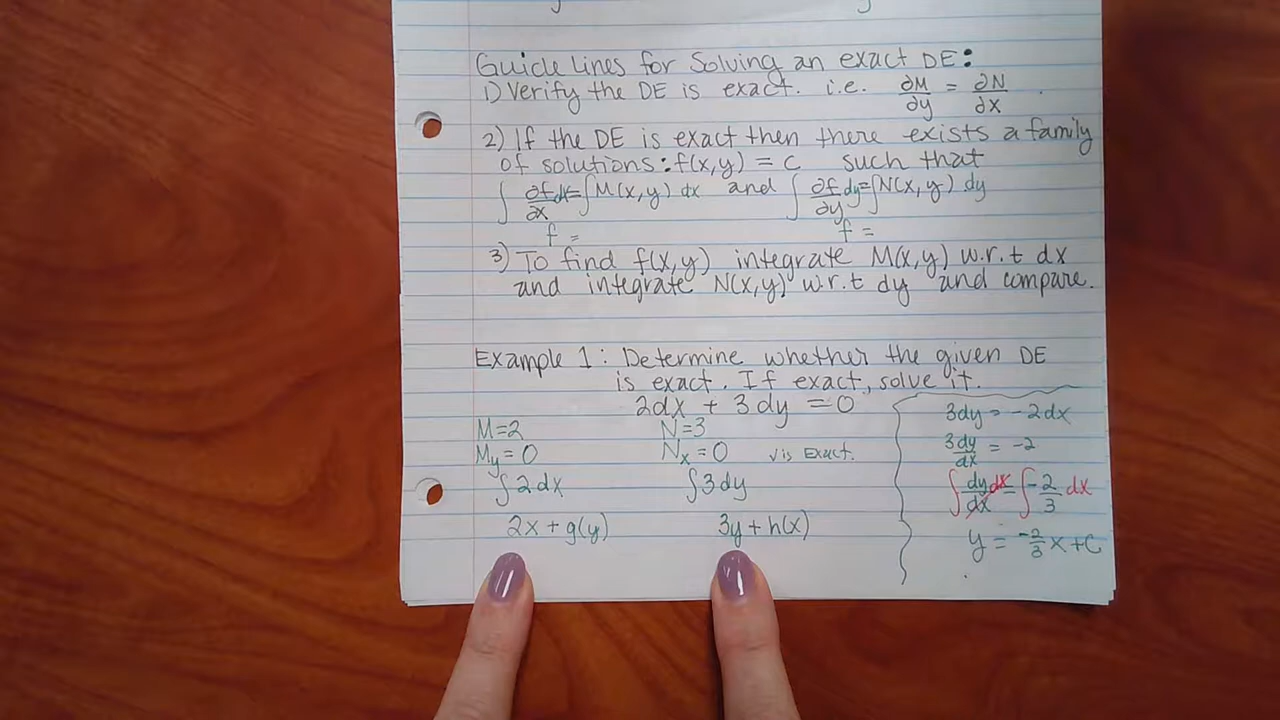 Guidelines for Solving an exact DE:
1) Verify the DE is exact. i.e. ∂M/∂y = ∂N/∂x .
2) If the DE is exact then there exists a family
of solutions: f(x,y) = c such that
∫ ∂f/∂x dx = ∫ M(x,y) dx and ∫ ∂f/∂y dy = ∫ N(x,y) dy
f = f =
3) To find f(x,y) integrate M(x,y) w.r.t dx
and integrate N(x,y) w.r.t dy and compare.
Example 1: Determine whether the given DE
is exact. If exact, solve it.
2dx + 3dy = 0
M=2 N=3
My = 0 Nx = 0 √ is Exact.
∫2dx ∫3dy
2x + g(y) 3y + h(x)
3dy = -2dx
3dy/dx = -2
∫ dy/dx dx = ∫ -2/3 dx
y = -2/3 x + C